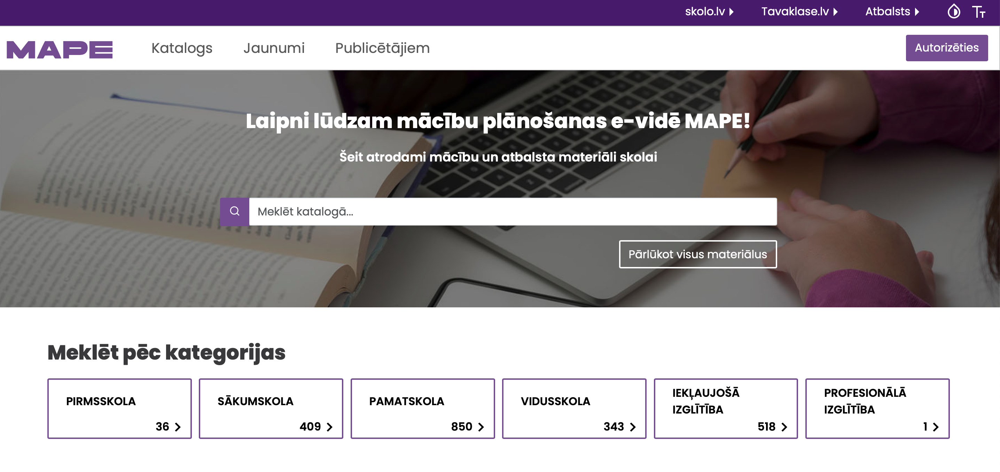 skolo.lv
Tavaklase.lv
Atbalsts
MAPE
Katalogs
Jaunumi
Publicētājiem
Autorizēties
Laipni lūdzam mācību plānošanas e-vidē MAPE!
Šeit atrodami mācību un atbalsta materiāli skolai
Meklēt katalogā...
Pārlūkot visus materiālus
Meklēt pēc kategorijas
PIRMSSKOLA
36
SĀKUMSKOLA
409
PAMATSKOLA
850
VIDUSSKOLA
343
IEKĻAUJOŠĀ
IZGLĪTĪBA
518
PROFESIONĀLĀ
IZGLĪTĪBA
1